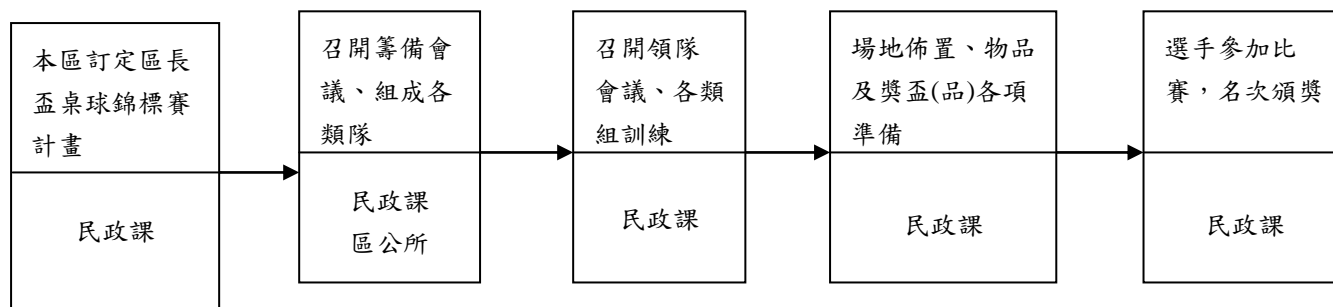 本區訂定區長
盃桌球錦標賽
計畫
民政課
召開籌備會
議、組成各
類隊
民政課
區公所
召開領隊
會議、各類
組訓練
民政課
場地佈置、物品
及獎盃(品)各項
準備
民政課
選手參加比
賽，名次頒獎
民政課